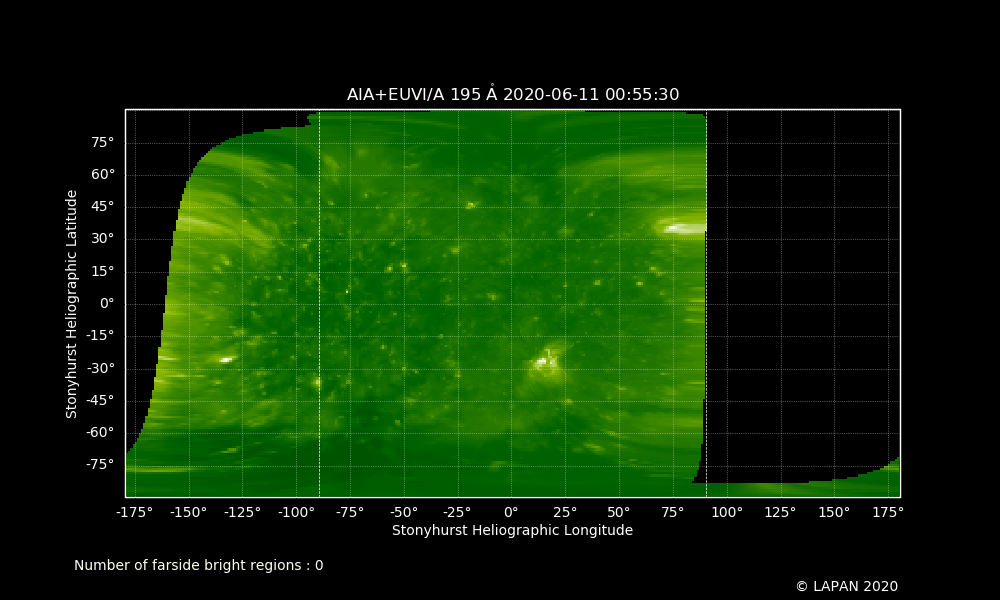 AIA+EUVI/A 195 Å 2020-06-11 00:55:30
75°
60°
45°
30°
15°
0°
-15°
-30°
-45°
-60°
-75°
Stonyhurst Heliographic Latitude
-175° -150° -125° -100° -75° -50° -25° 0° 25° 50° 75° 100° 125° 150° 175°
Stonyhurst Heliographic Longitude
Number of farside bright regions : 0
© LAPAN 2020